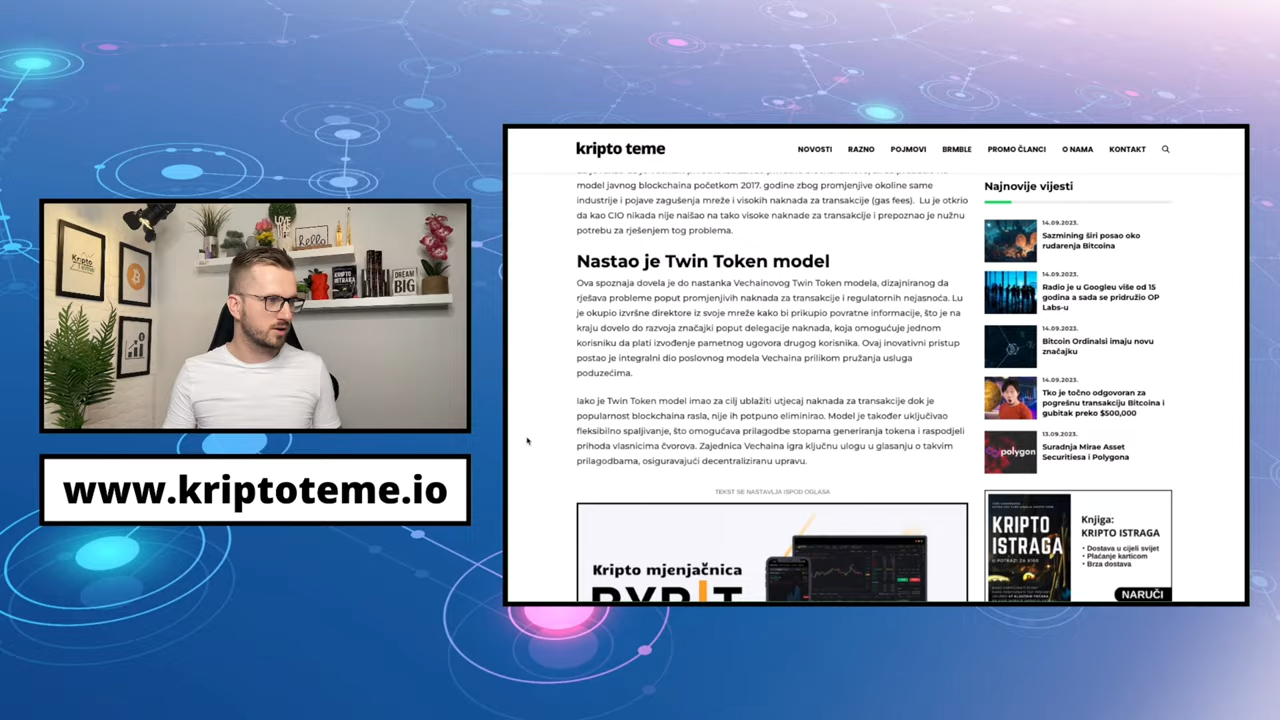 kripto teme
NOVOSTI RAZNO POJMOVI BRMBLE PROMO ČLANCI O NAMA KONTAKT
model javnog blockchaina početkom 2017. godine zbog promjenjive okoline same
industrije i pojave zagušenja mreže i visokih naknada za transakcije (gas fees). Lu je otkrio
da kao CIO nikada nije naišao na tako visoke naknade za transakcije i prepoznao je nužnu
potrebu za rješenjem tog problema.
Nastao je Twin Token model
Ova spoznaja dovela je do nastanka Vechainovog Twin Token modela, dizajniranog da
rješava probleme poput promjenjivih naknada za transakcije i regulatornih nejasnoća. Lu
je okupio izvršne direktore iz svoje mreže kako bi prikupio povratne informacije, što je na
kraju dovelo do razvoja značajki poput delegacije naknada, koja omogućuje jednom
korisniku da plati izvođenje pametnog ugovora drugog korisnika. Ovaj inovativni pristup
postao je integralni dio poslovnog modela Vechaina prilikom pružanja usluga
poduzećima.
Iako je Twin Token model imao za cilj ublažiti utjecaj naknada za transakcije dok je
popularnost blockchaina rasla, nije ih potpuno eliminirao. Model je također uključivao
fleksibilno spaljivanje, što omogućava prilagodbe stopama generiranja tokena i raspodjeli
prihoda vlasnicima čvorova. Zajednica Vechaina igra ključnu ulogu u glasanju o takvim
prilagodbama, osiguravajući decentraliziranu upravu.
TEKST SE NASTAVLJA ISPOD OGLASA
Kripto mjenjačnica
BYBIT
Najnovije vijesti
14.09.2023.
Sazmining širi posao oko
rudarenja Bitcoina
14.09.2023.
Radio je u Googleu više od 15
godina a sada se pridružio OP
Labs-u
14.09.2023.
Bitcoin Ordinalsi imaju novu
značajku
14.09.2023.
Tko je točno odgovoran za
pogrešnu transakciju Bitcoina i
gubitak preko $500,000
13.09.2023.
polygon
Suradnja Mirae Asset
Securitiesa i Polygona
KRIPTO
ISTRAGA
Knjiga:
KRIPTO ISTRAGA
• Dostava u cijeli svijet
• Plaćanje karticom
• Brza dostava
NARUČI
Kripto
Teme
LOVE
hello
KRIPTO
ISTRAGA
DREAM
BIG
www.kriptoteme.io